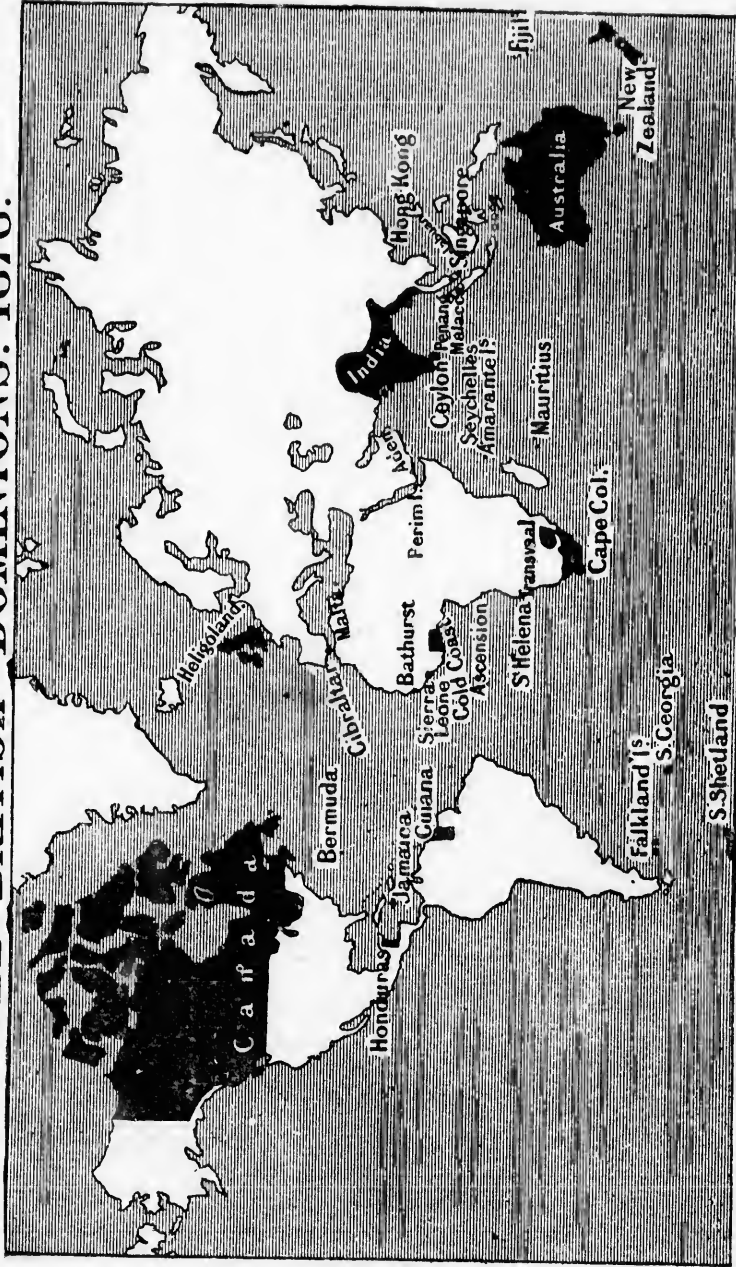 DOMINIONS. 1876.
Canada
Bermuda
Honduras
Jamauca
Guiana
Falkland Is.
S.Georgia
S.Shetland
Heligoland.
Gibraltar
Malta
Bathurst
Sierra
Leone
Gold Coast
Ascension
St Helena
Transvaal
Cape Col.
Perim I.
Aden
India
Ceylon
Seychelles
Amarante Is.
Mauritius
Penang
Malacca
Singapore
Hong Kong
Australia
New
Zealand
Fiji I.